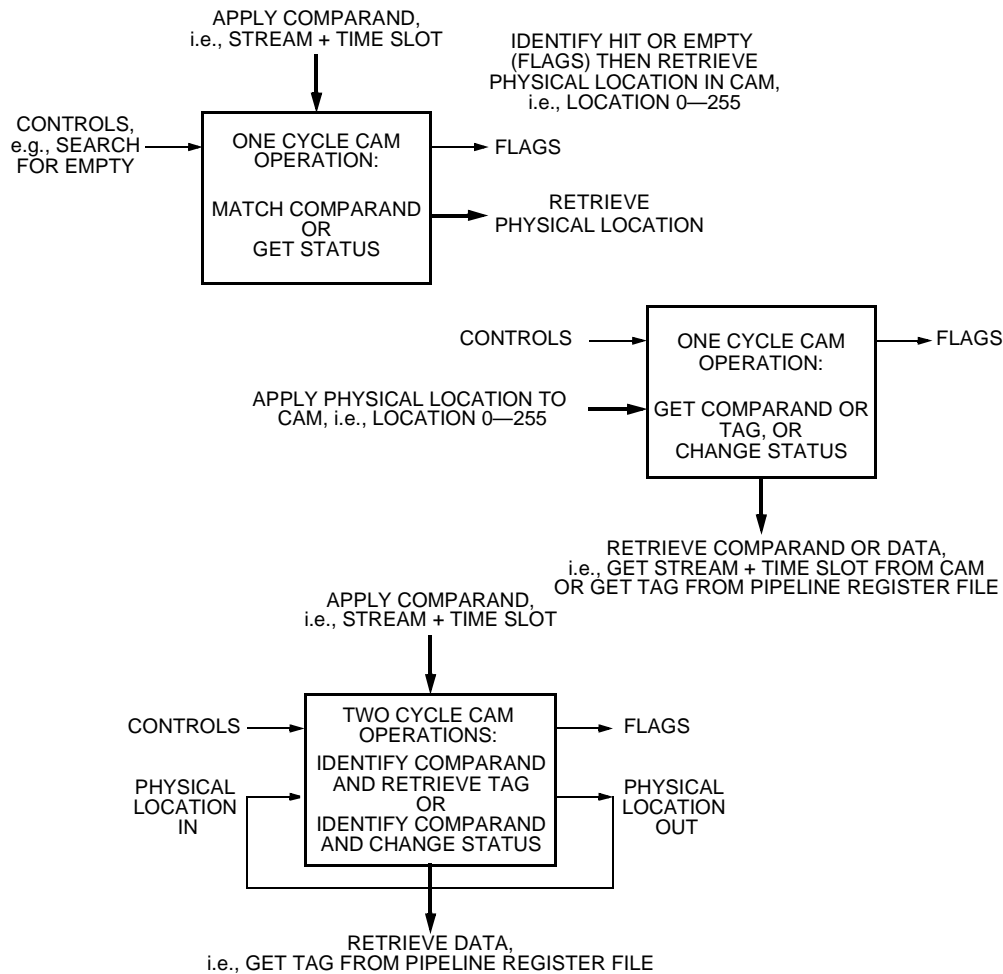 APPLY COMPARAND,
i.e., STREAM + TIME SLOT
IDENTIFY HIT OR EMPTY
(FLAGS) THEN RETRIEVE
PHYSICAL LOCATION IN CAM,
i.e., LOCATION 0—255
CONTROLS,
e.g., SEARCH
FOR EMPTY
ONE CYCLE CAM
OPERATION:
MATCH COMPARAND
OR
GET STATUS
FLAGS
RETRIEVE
PHYSICAL LOCATION
CONTROLS
APPLY PHYSICAL LOCATION TO
CAM, i.e., LOCATION 0—255
ONE CYCLE CAM
OPERATION:
GET COMPARAND OR
TAG, OR
CHANGE STATUS
FLAGS
RETRIEVE COMPARAND OR DATA,
i.e., GET STREAM + TIME SLOT FROM CAM
OR GET TAG FROM PIPELINE REGISTER FILE
APPLY COMPARAND,
i.e., STREAM + TIME SLOT
CONTROLS
PHYSICAL
LOCATION
IN
TWO CYCLE CAM
OPERATIONS:
IDENTIFY COMPARAND
AND RETRIEVE TAG
OR
IDENTIFY COMPARAND
AND CHANGE STATUS
FLAGS
PHYSICAL
LOCATION
OUT
RETRIEVE DATA,
i.e., GET TAG FROM PIPELINE REGISTER FILE